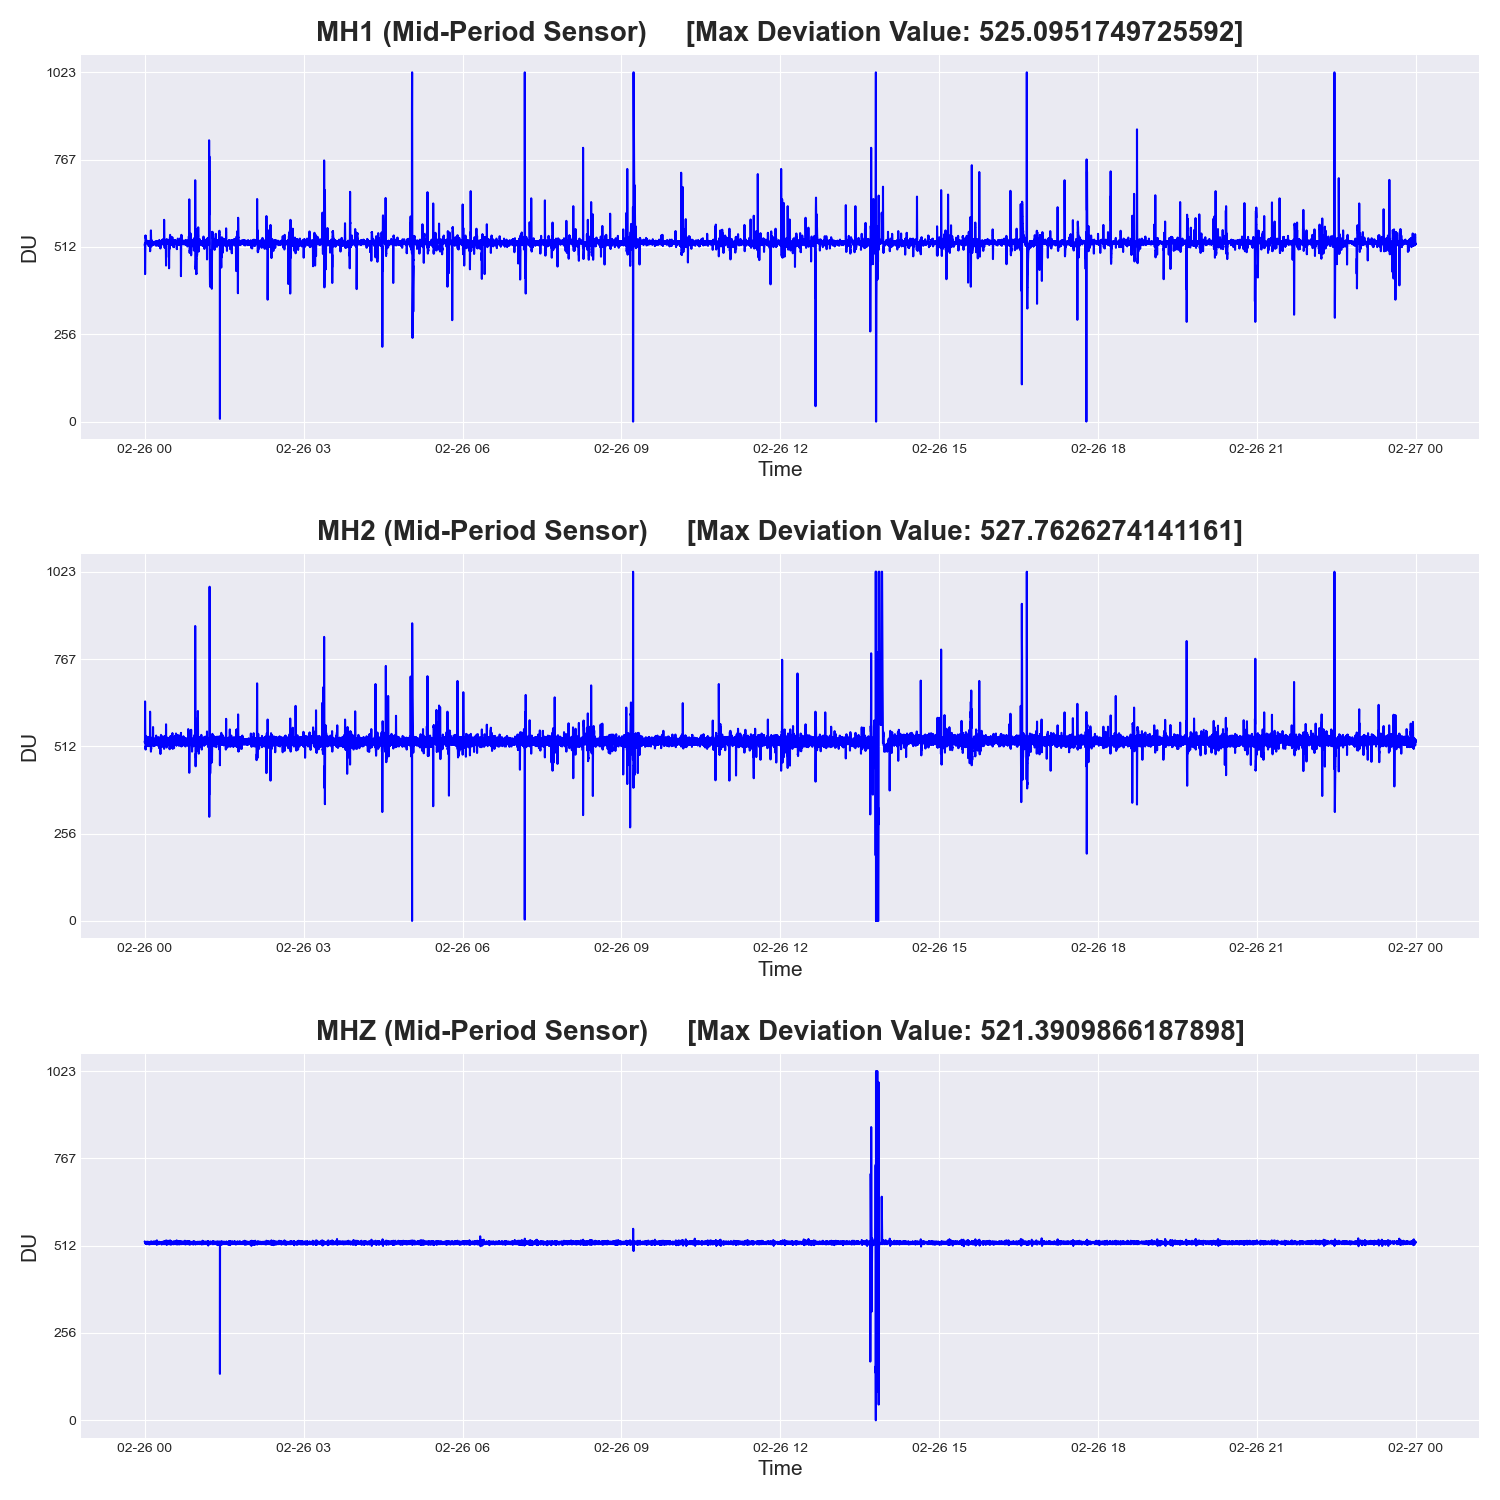 MH1 (Mid-Period Sensor) [Max Deviation Value: 525.0951749725592]
1023
767
512
256
0
DU
02-26 00 02-26 03 02-26 06 02-26 09 02-26 12 02-26 15 02-26 18 02-26 21 02-27 00
Time
MH2 (Mid-Period Sensor) [Max Deviation Value: 527.7626274141161]
1023
767
512
256
0
DU
02-26 00 02-26 03 02-26 06 02-26 09 02-26 12 02-26 15 02-26 18 02-26 21 02-27 00
Time
MHZ (Mid-Period Sensor) [Max Deviation Value: 521.3909866187898]
1023
767
512
256
0
DU
02-26 00 02-26 03 02-26 06 02-26 09 02-26 12 02-26 15 02-26 18 02-26 21 02-27 00
Time